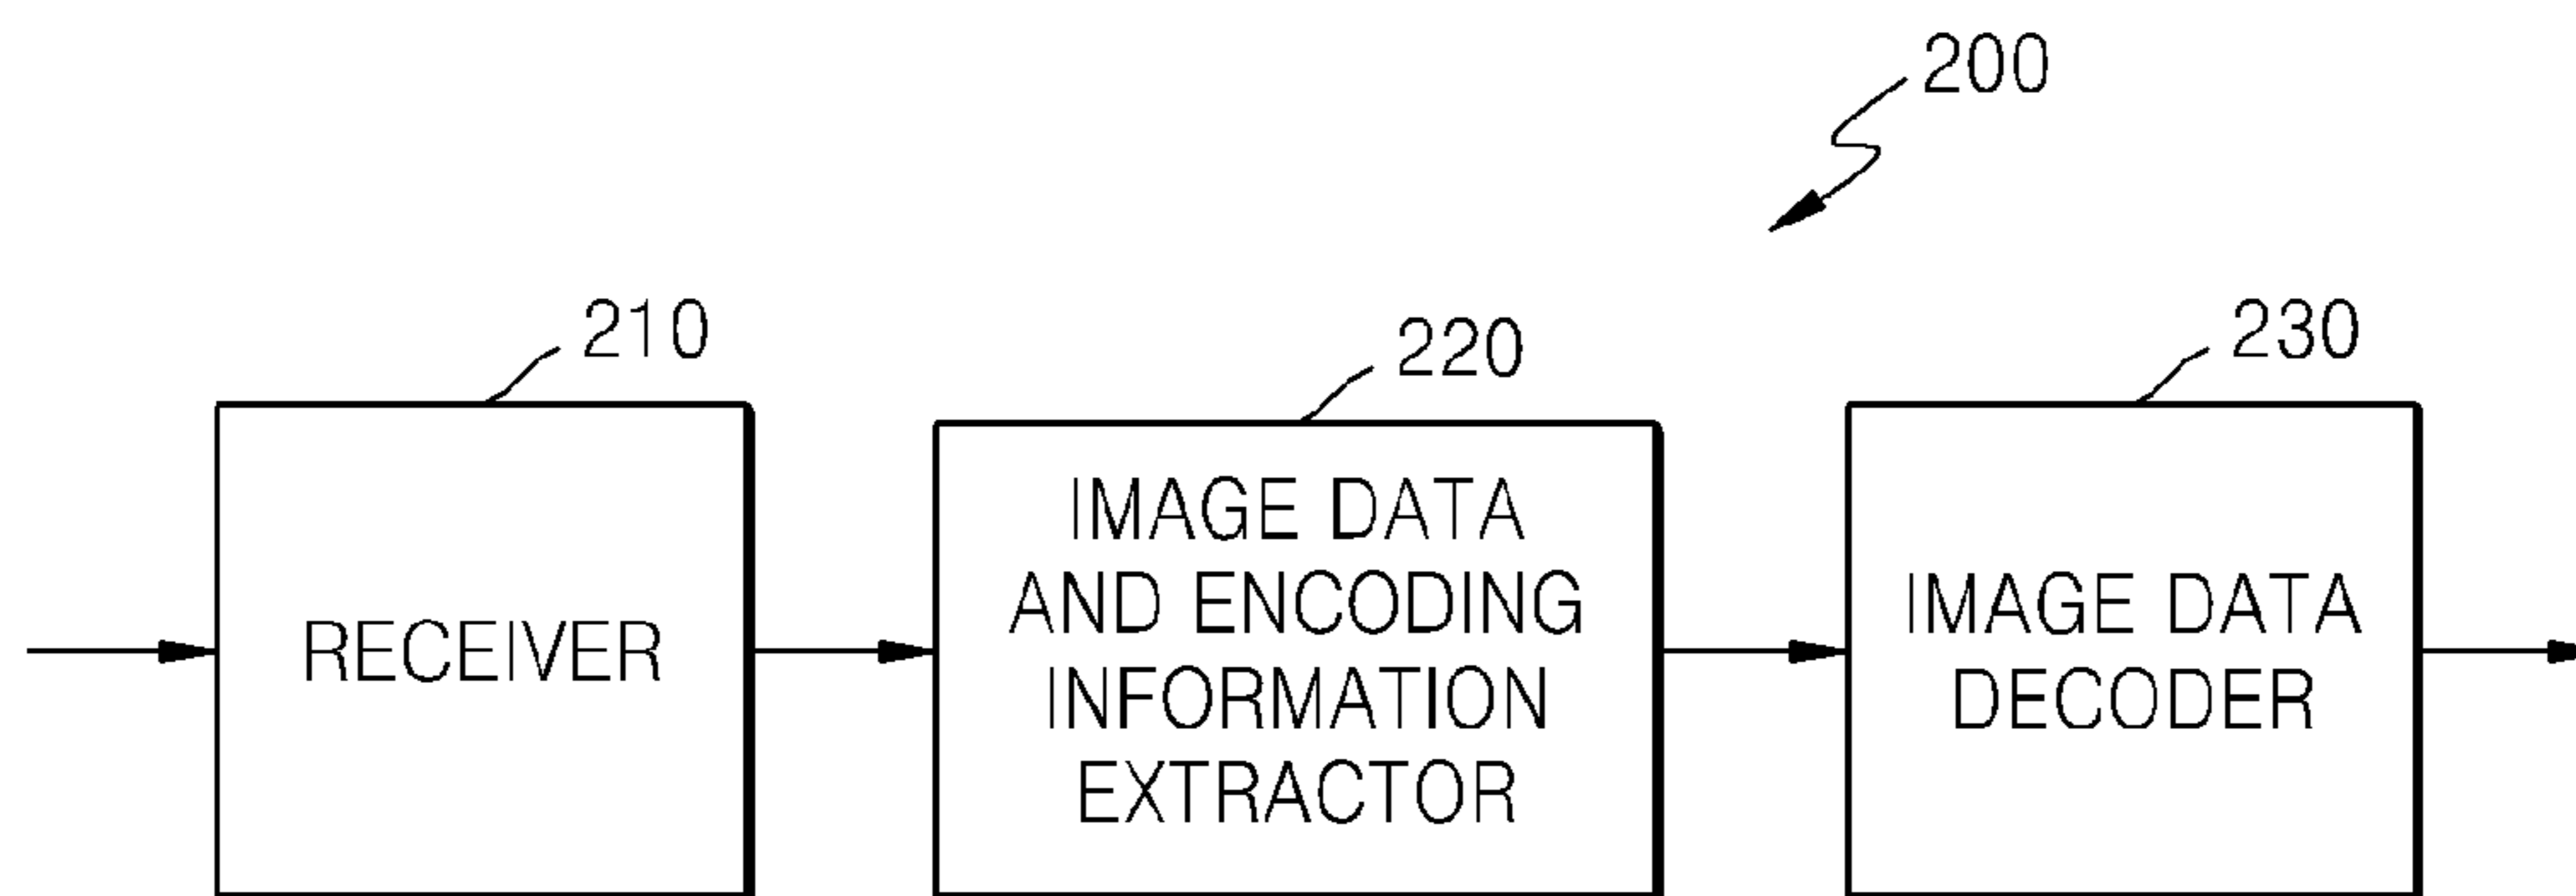 200
210
220
230
RECEIVER
IMAGE DATA
AND ENCODING
INFORMATION
EXTRACTOR
IMAGE DATA
DECODER